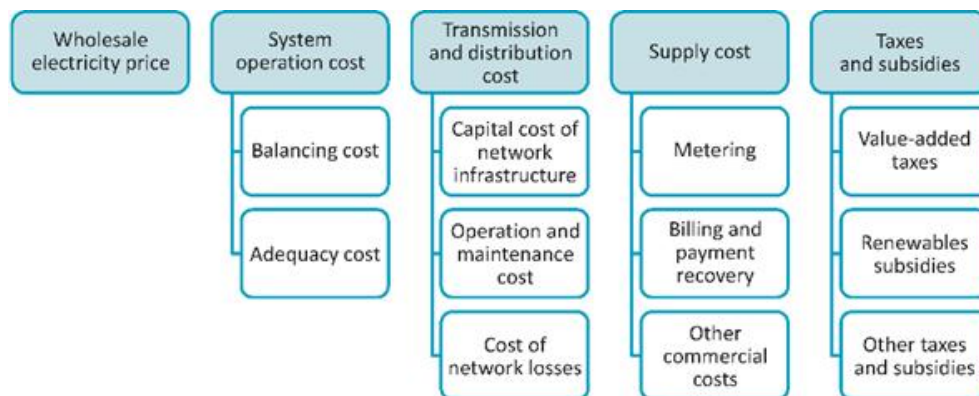 Wholesale
electricity price
System
operation cost
Balancing cost
Adequacy cost
Transmission
and distribution
cost
Capital cost of
network
infrastructure
Operation and
maintenance
cost
Cost of
network losses
Supply cost
Metering
Billing and
payment
recovery
Other
commercial
costs
Taxes
and subsidies
Value-added
taxes
Renewables
subsidies
Other taxes
and subsidies